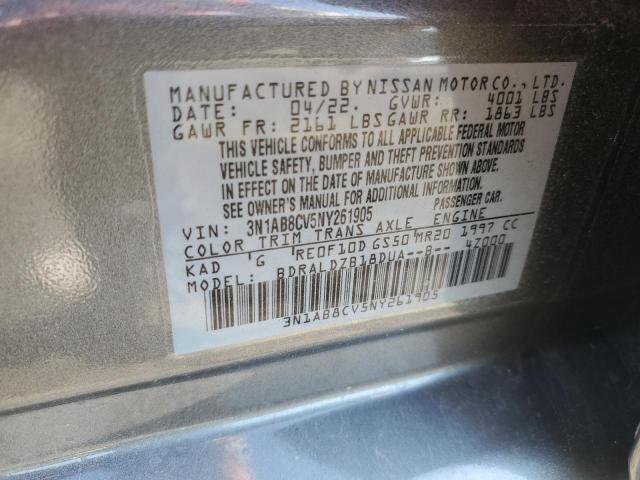 MANUFACTURED BY NISSAN MOTOR CO., LTD.
DATE: 04/22. GVWR: 4001 LBS
GAWR FR: 2161 LBS GAWR RR: 1863 LBS
THIS VEHICLE CONFORMS TO ALL APPLICABLE FEDERAL MOTOR
VEHICLE SAFETY, BUMPER AND THEFT PREVENTION STANDARDS
IN EFFECT ON THE DATE OF MANUFACTURE SHOWN ABOVE.
SEE OWNER'S MANUAL FOR ADDITIONAL INFORMATION.
VIN: 3N1AB8CV5NY261905 PASSENGER CAR.
COLOR TRIM TRANS AXLE ENGINE
KAD G RE0F10D GS50 MR20 1997 CC
MODEL: BDRALDZB18DUA--B-- 4Z000
3N1AB8CV5NY261905